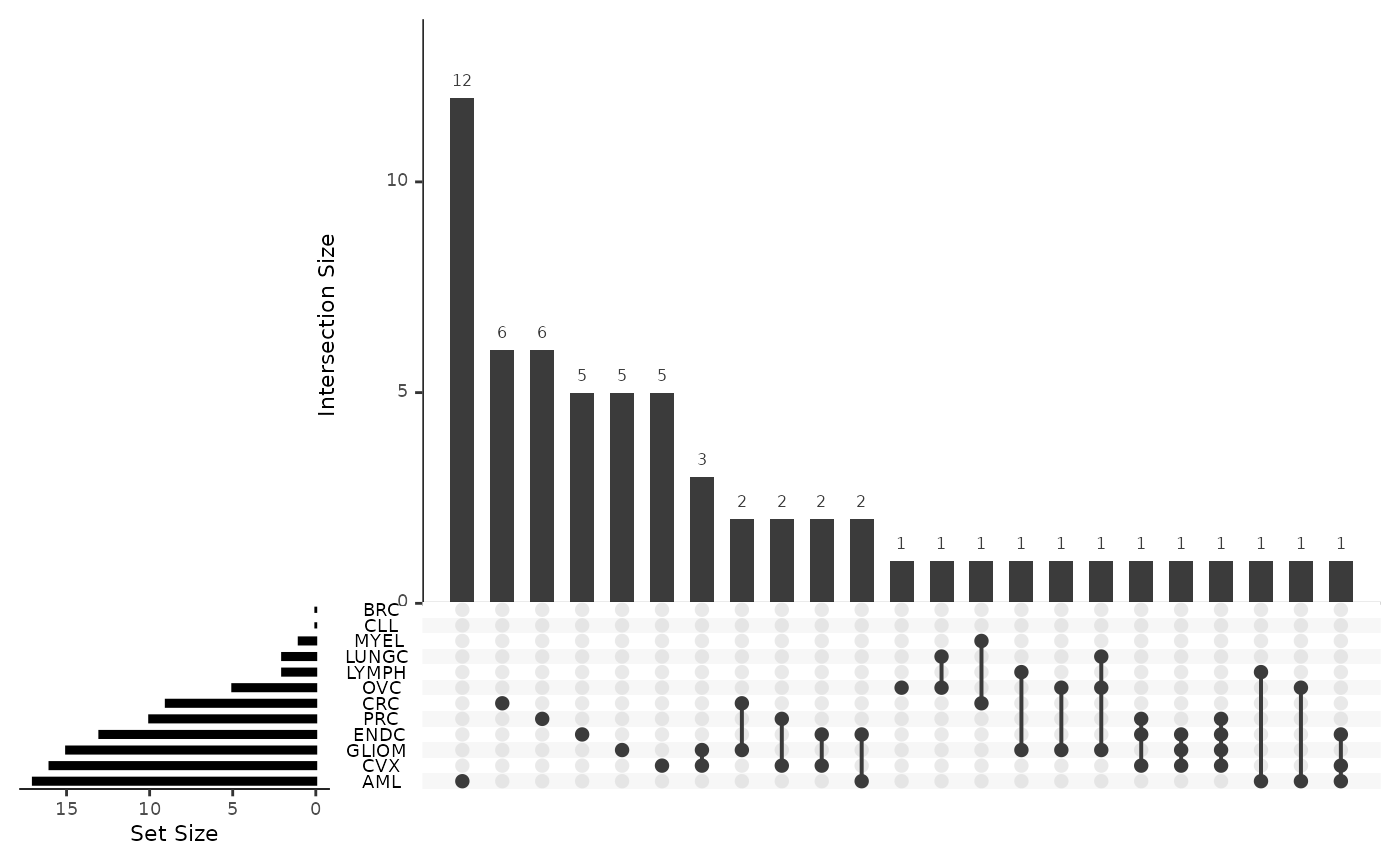 12
10
6 6
5 5 5
5
3
2 2 2 2
1 1 1 1 1 1 1 1 1 1 1 1
0
Intersection Size
BRC
CLL
MYEL
LUNGC
LYMPH
OVC
CRC
PRC
ENDC
GLIOM
CVX
AML
15 10 5 0
Set Size